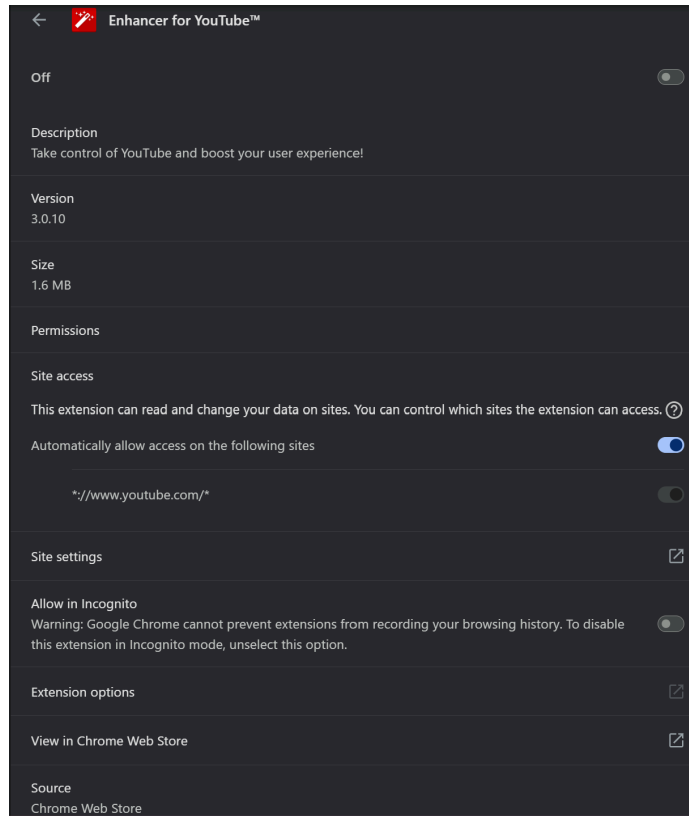 Enhancer for YouTube™
Off
Description
Take control of YouTube and boost your user experience!
Version
3.0.10
Size
1.6 MB
Permissions
Site access
This extension can read and change your data on sites. You can control which sites the extension can access.
Automatically allow access on the following sites
*://www.youtube.com/*
Site settings
Allow in Incognito
Warning: Google Chrome cannot prevent extensions from recording your browsing history. To disable
this extension in Incognito mode, unselect this option.
Extension options
View in Chrome Web Store
Source
Chrome Web Store